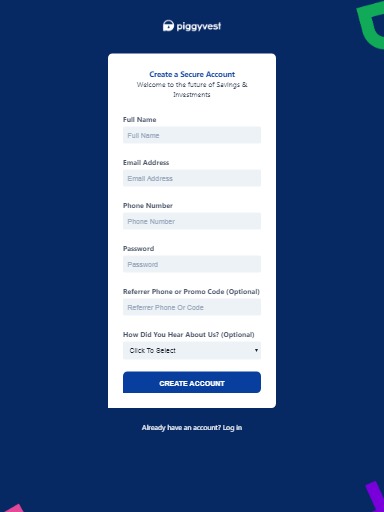 piggyvest
Create a Secure Account
Welcome to the future of Savings &
Investments
Full Name
Full Name
Email Address
Email Address
Phone Number
Phone Number
Password
Password
Referrer Phone or Promo Code (Optional)
Referrer Phone Or Code
How Did You Hear About Us? (Optional)
Click To Select
CREATE ACCOUNT
Already have an account? Log in